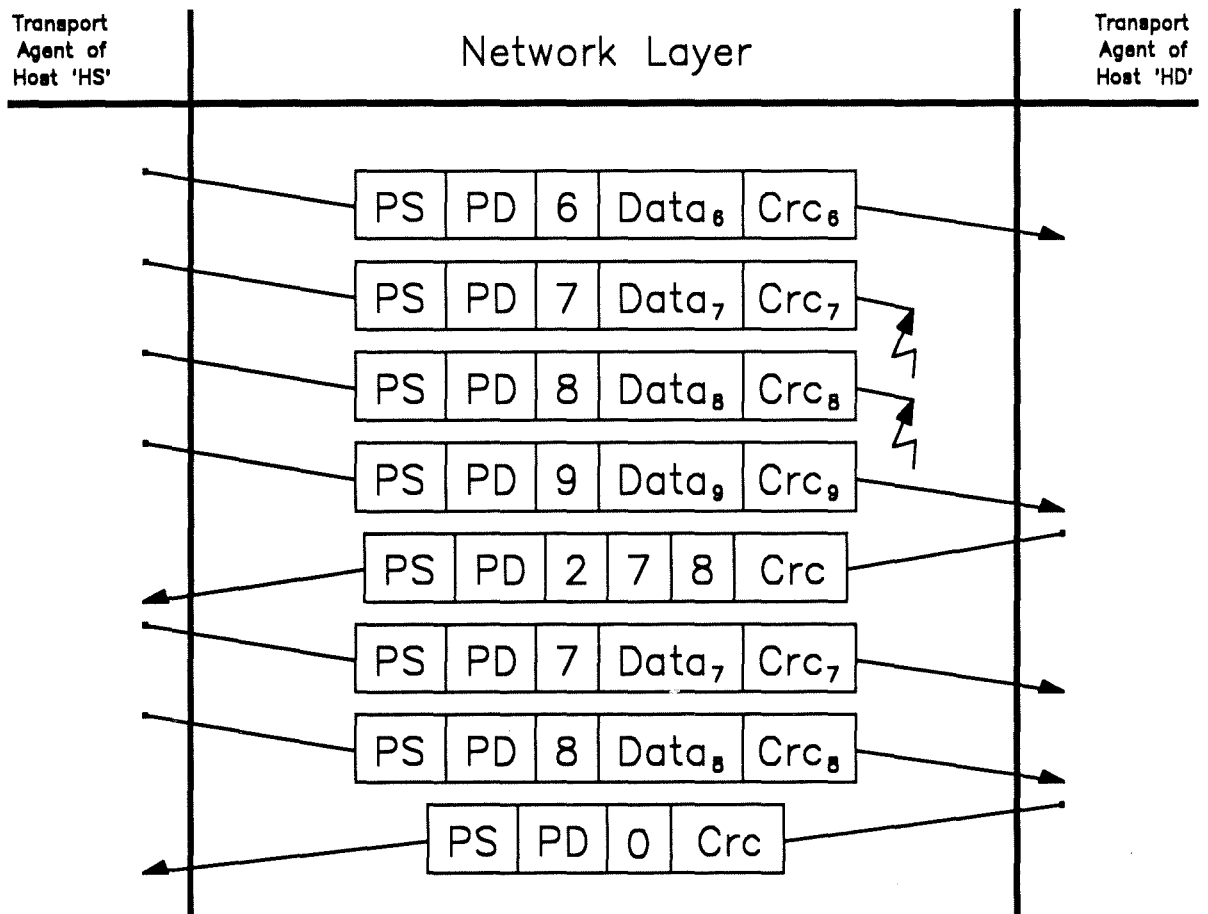 Transport
Agent of
Host 'HS'
Network Layer
Transport
Agent of
Host 'HD'
PS PD 6 Data₆ Crc₆
PS PD 7 Data₇ Crc₇
PS PD 8 Data₈ Crc₈
PS PD 9 Data₉ Crc₉
PS PD 2 7 8 Crc
PS PD 7 Data₇ Crc₇
PS PD 8 Data₈ Crc₈
PS PD 0 Crc